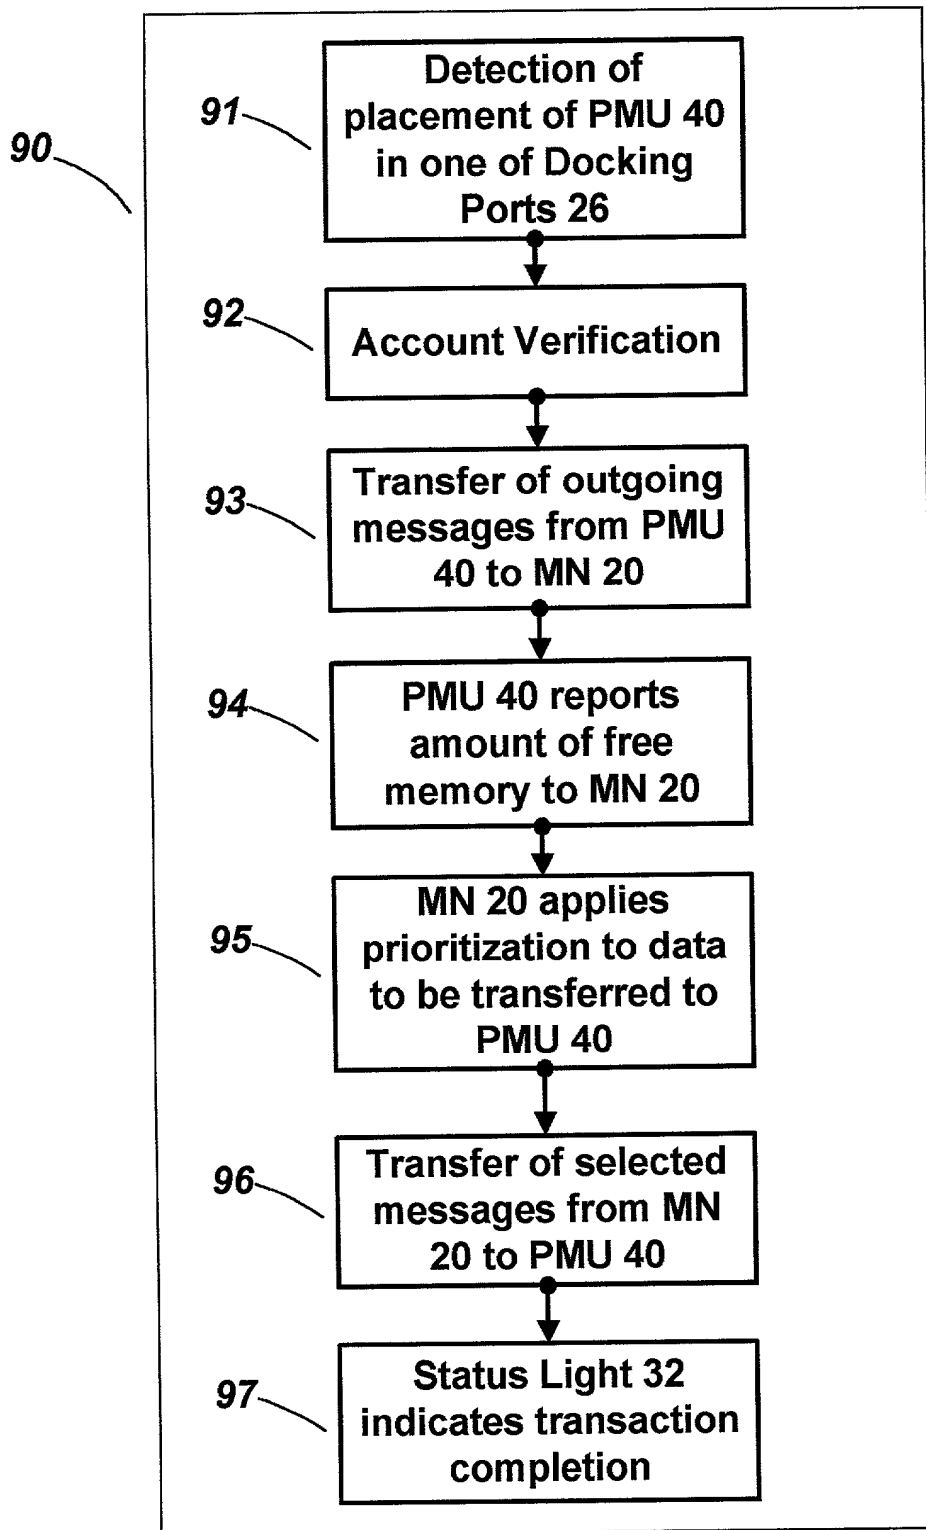 90
91
Detection of
placement of PMU 40
in one of Docking
Ports 26
92
Account Verification
93
Transfer of outgoing
messages from PMU
40 to MN 20
94
PMU 40 reports
amount of free
memory to MN 20
95
MN 20 applies
prioritization to data
to be transferred to
PMU 40
96
Transfer of selected
messages from MN
20 to PMU 40
97
Status Light 32
indicates transaction
completion